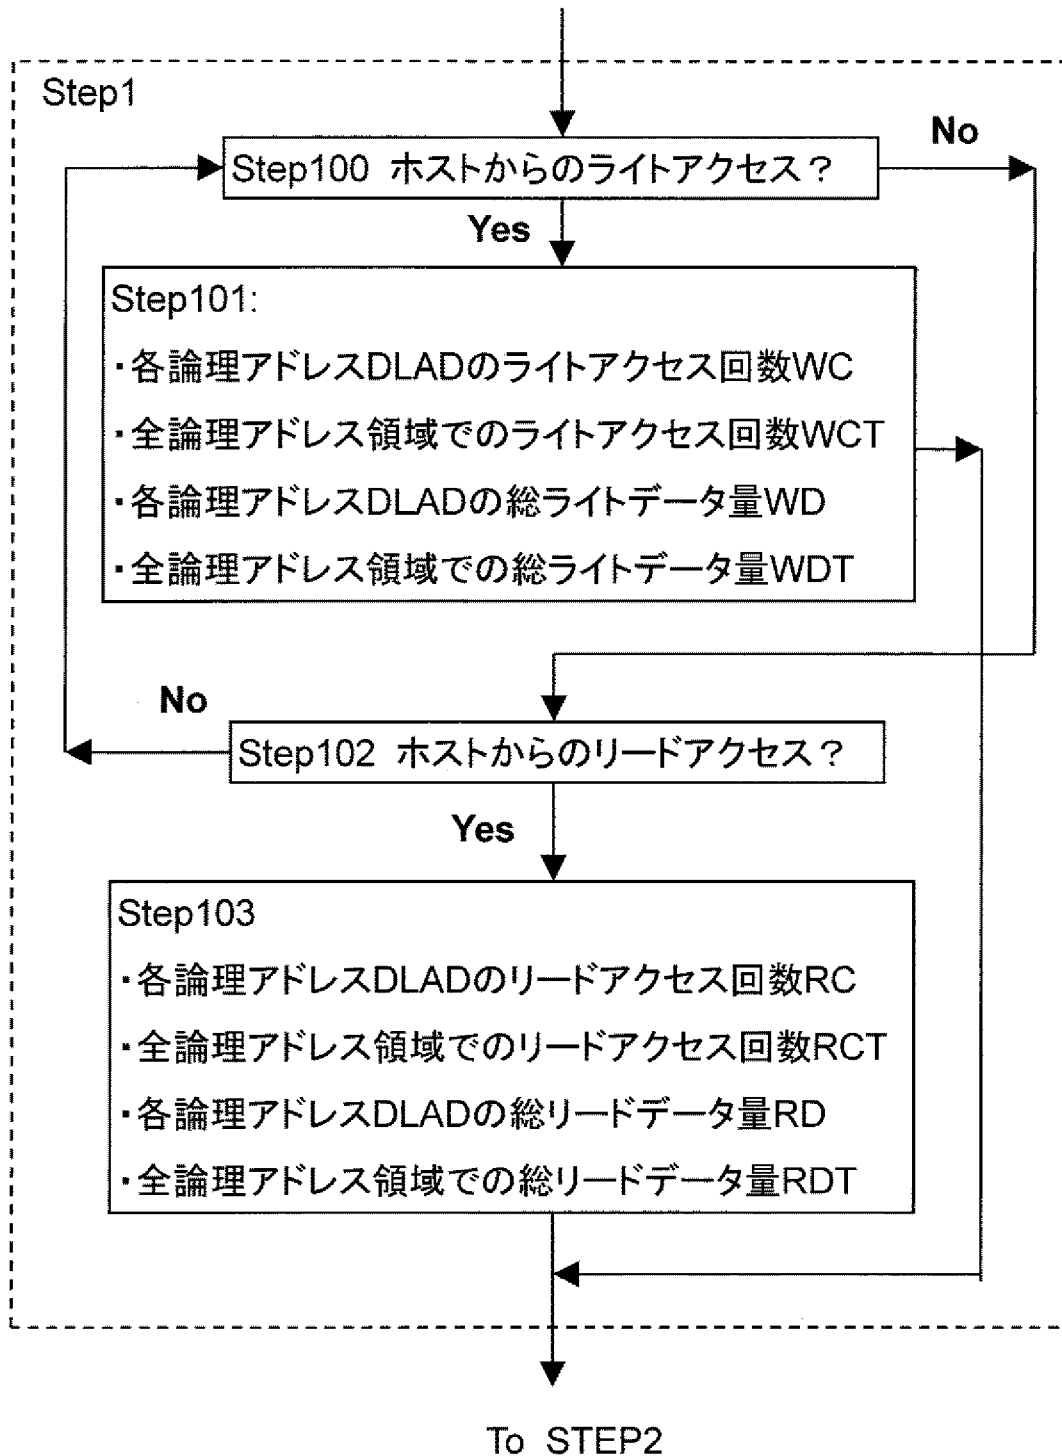 Step1
No
Step100 ホストからのライトアクセス？
Yes
Step101:
・各論理アドレスDLADのライトアクセス回数WC
・全論理アドレス領域でのライトアクセス回数WCT
・各論理アドレスDLADの総ライトデータ量WD
・全論理アドレス領域での総ライトデータ量WDT
No
Step102 ホストからのリードアクセス？
Yes
Step103
・各論理アドレスDLADのリードアクセス回数RC
・全論理アドレス領域でのリードアクセス回数RCT
・各論理アドレスDLADの総リードデータ量RD
・全論理アドレス領域での総リードデータ量RDT
To STEP2